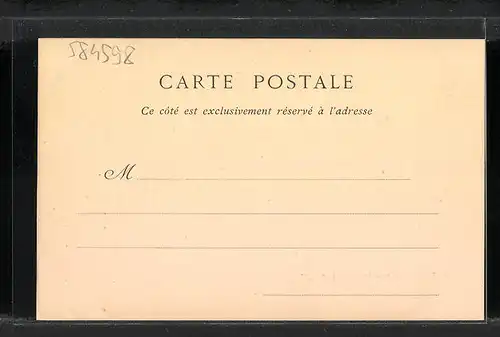 584598
CARTE POSTALE
Ce côté est exclusivement réservé à l'adresse
M